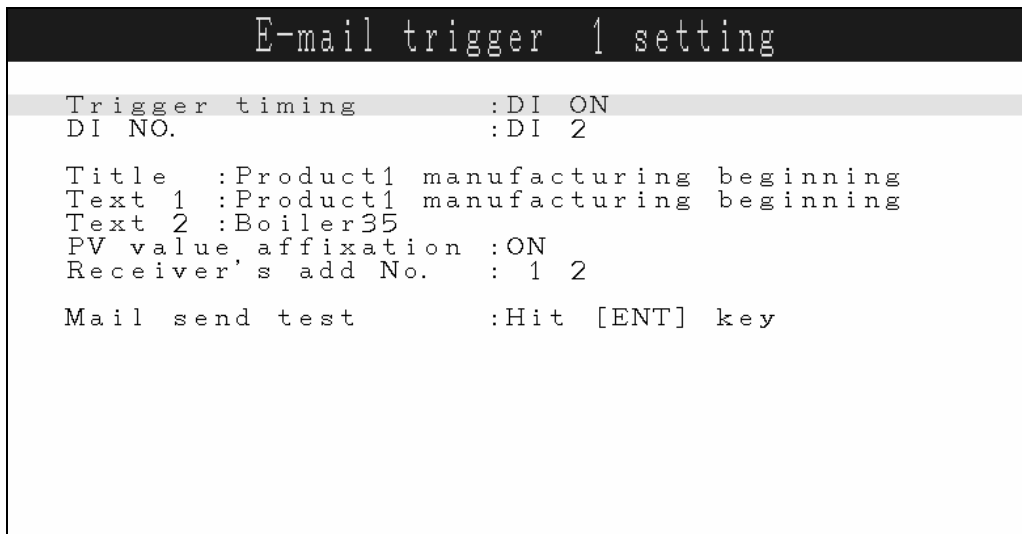 E-mail trigger 1 setting
Trigger timing :DI ON
DI NO. :DI 2
Title :Product1 manufacturing beginning
Text 1 :Product1 manufacturing beginning
Text 2 :Boiler35
PV value affixation :ON
Receiver's add No. : 1 2
Mail send test :Hit [ENT] key